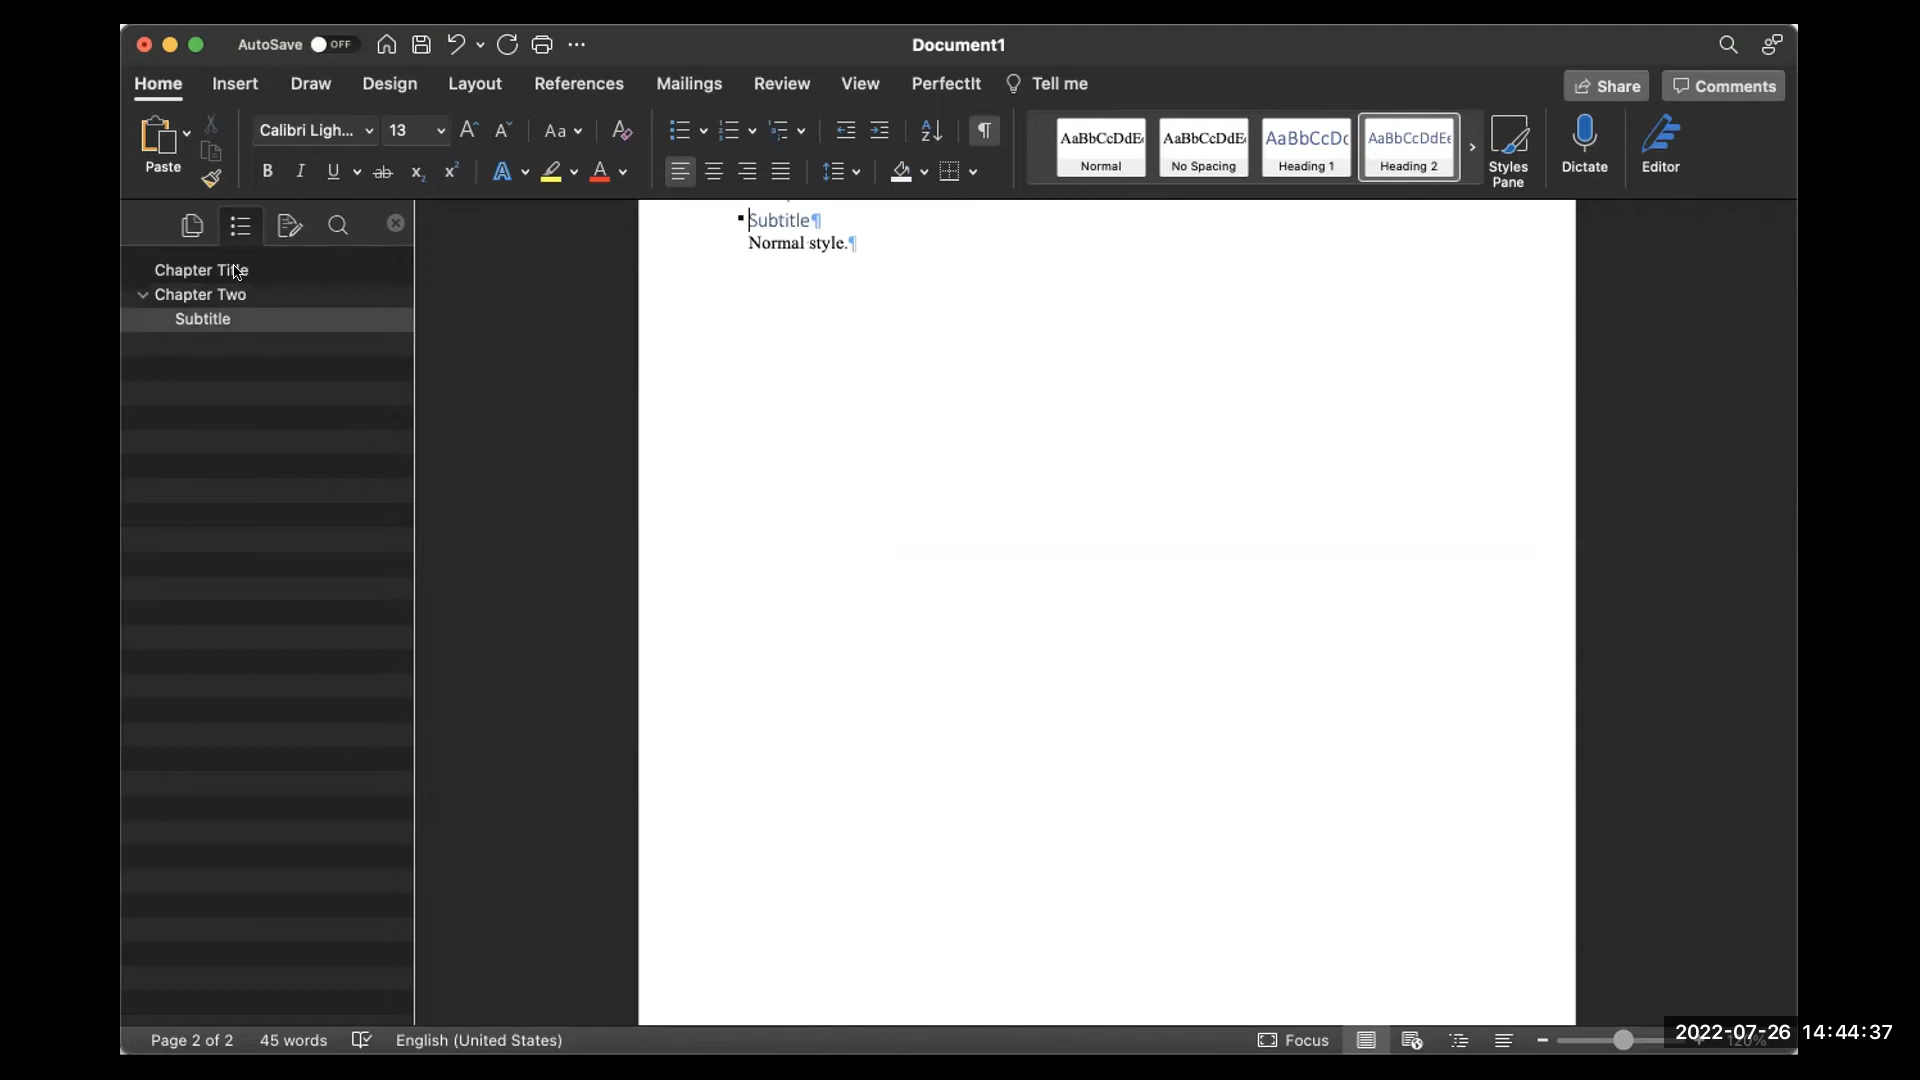 AutoSave OFF
Document1
Home Insert Draw Design Layout References Mailings Review View PerfectIt Tell me
Share Comments
Paste
Calibri Ligh... 13
AaBbCcDdE
Normal
AaBbCcDdE
No Spacing
AaBbCcDc
Heading 1
AaBbCcDdEe
Heading 2
Styles
Pane
Dictate
Editor
Chapter Title
Chapter Two
Subtitle
Subtitle¶
Normal style.¶
Page 2 of 2 45 words English (United States)
Focus
120%
2022-07-26 14:44:37